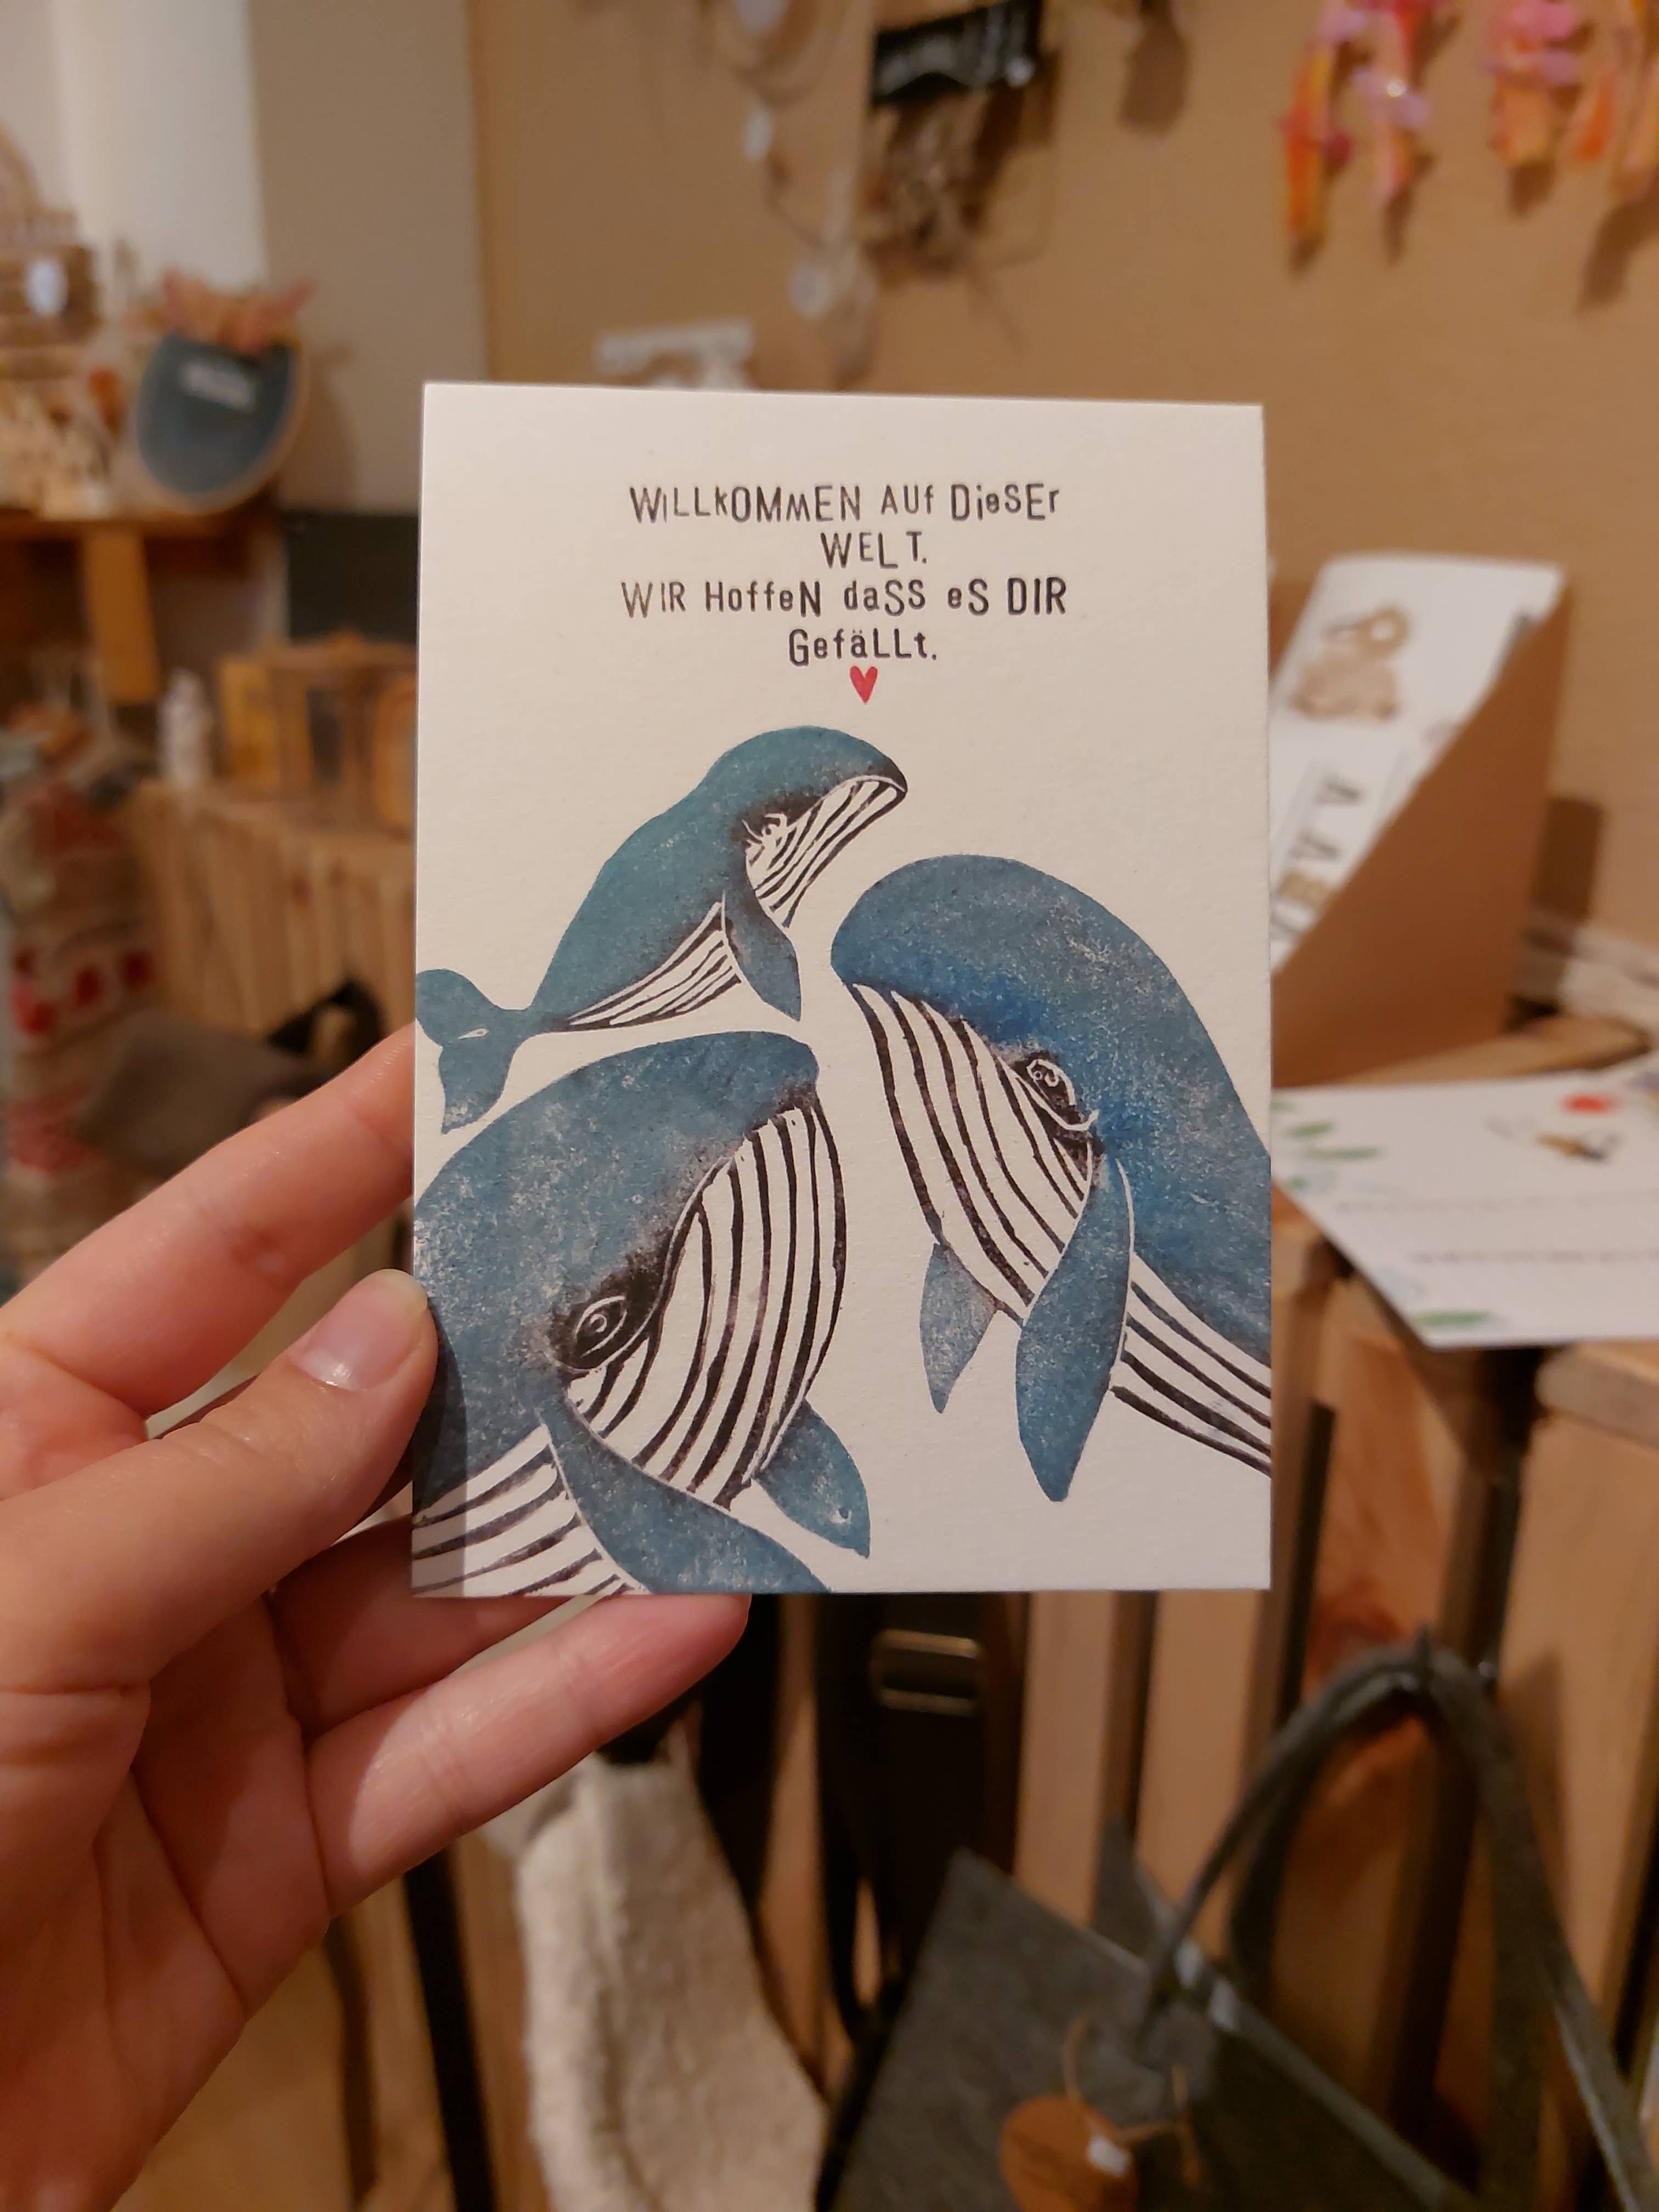 WiLLkOMMEN AUf DieSEr
WELT.
WIR HoffeN daSS eS DIR
GefäLLt.